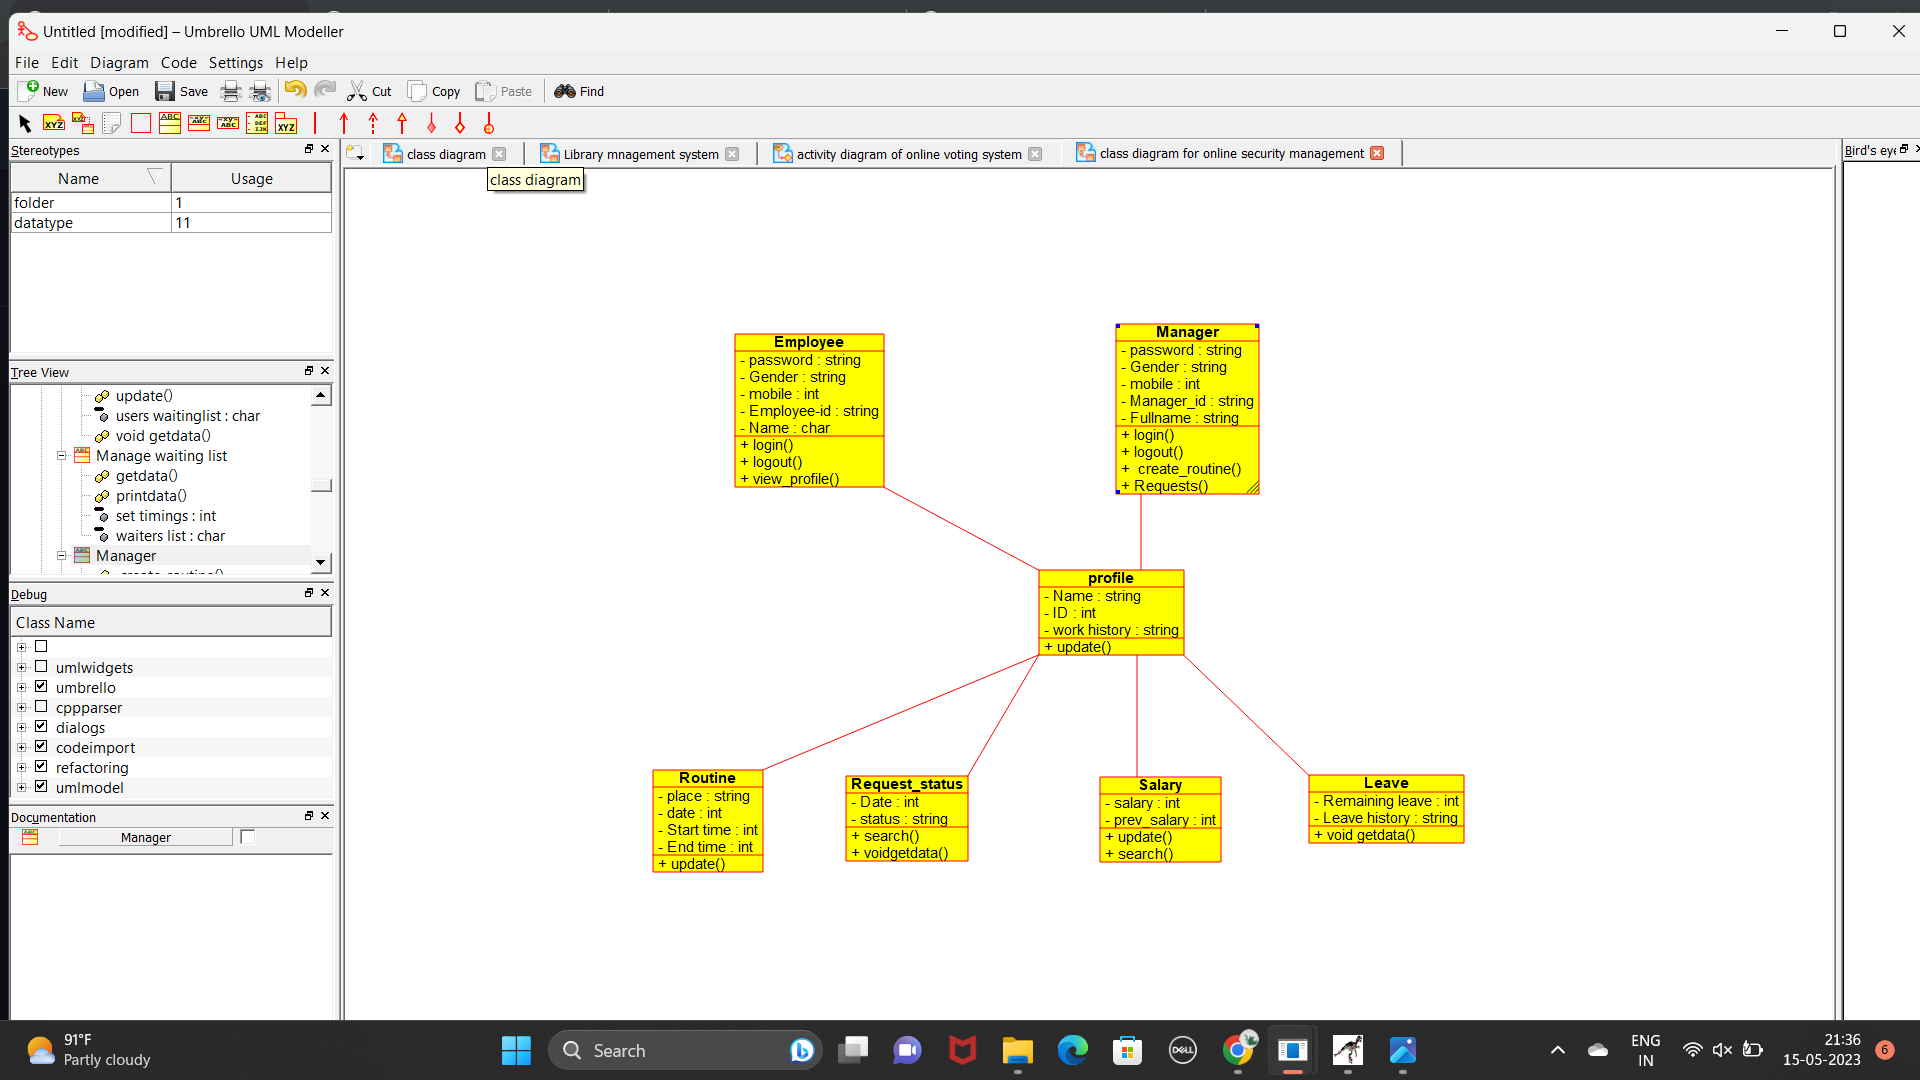 Untitled [modified] – Umbrello UML Modeller
File Edit Diagram Code Settings Help
New Open Save Cut Copy Paste Find
Stereotypes
Name Usage
folder 1
datatype 11
Tree View
update()
users waitinglist : char
void getdata()
Manage waiting list
getdata()
printdata()
set timings : int
waiters list : char
Manager
create_routine()
Debug
Class Name
umlwidgets
umbrello
cppparser
dialogs
codeimport
refactoring
umlmodel
Documentation
Manager
class diagram
Library mnagement system
activity diagram of online voting system
class diagram for online security management
class diagram
Bird's eye
Employee
- password : string
- Gender : string
- mobile : int
- Employee-id : string
- Name : char
+ login()
+ logout()
+ view_profile()
Manager
- password : string
- Gender : string
- mobile : int
- Manager_id : string
- Fullname : string
+ login()
+ logout()
+  create_routine()
+ Requests()
profile
- Name : string
- ID : int
- work history : string
+ update()
Routine
- place : string
- date : int
- Start time : int
- End time : int
+ update()
Request_status
- Date : int
- status : string
+ search()
+ voidgetdata()
Salary
- salary : int
- prev_salary : int
+ update()
+ search()
Leave
- Remaining leave : int
- Leave history : string
+ void getdata()
91°F
Partly cloudy
Search
DELL
ENG
IN
21:36
15-05-2023
6